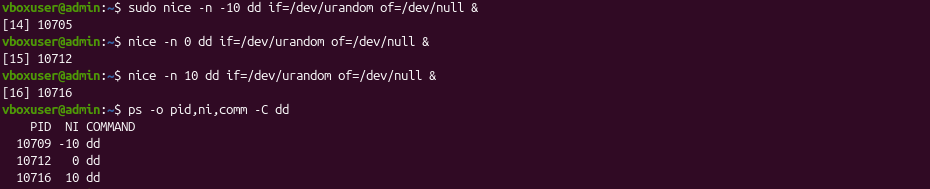 vboxuser@admin:~$ sudo nice -n -10 dd if=/dev/urandom of=/dev/null &
[14] 10705
vboxuser@admin:~$ nice -n 0 dd if=/dev/urandom of=/dev/null &
[15] 10712
vboxuser@admin:~$ nice -n 10 dd if=/dev/urandom of=/dev/null &
[16] 10716
vboxuser@admin:~$ ps -o pid,ni,comm -C dd
    PID  NI COMMAND
  10709 -10 dd
  10712   0 dd
  10716  10 dd